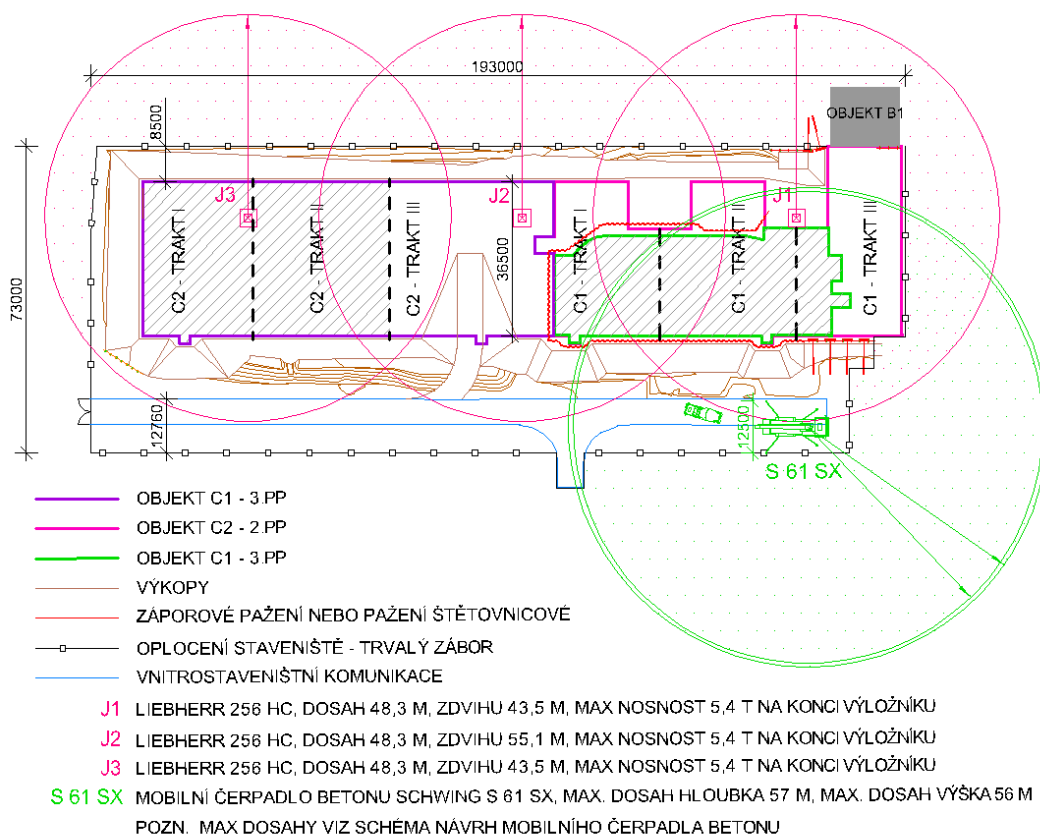 193000
8500
OBJEKT B1
J3
J2
J1
C2 - TRAKT I
C2 - TRAKT II
C2 - TRAKT III
36500
C1 - TRAKT I
C1 - TRAKT II
C1 - TRAKT III
73000
12760
12500
S 61 SX
OBJEKT C1 - 3.PP
OBJEKT C2 - 2.PP
OBJEKT C1 - 3.PP
VÝKOPY
ZÁPOROVÉ PAŽENÍ NEBO PAŽENÍ ŠTĚTOVNICOVÉ
OPLOCENÍ STAVENIŠTĚ - TRVALÝ ZÁBOR
VNITROSTAVENIŠTNÍ KOMUNIKACE
J1 LIEBHERR 256 HC, DOSAH 48,3 M, ZDVIHU 43,5 M, MAX NOSNOST 5,4 T NA KONCI VÝLOŽNÍKU
J2 LIEBHERR 256 HC, DOSAH 48,3 M, ZDVIHU 55,1 M, MAX NOSNOST 5,4 T NA KONCI VÝLOŽNÍKU
J3 LIEBHERR 256 HC, DOSAH 48,3 M, ZDVIHU 43,5 M, MAX NOSNOST 5,4 T NA KONCI VÝLOŽNÍKU
S 61 SX MOBILNÍ ČERPADLO BETONU SCHWING S 61 SX, MAX. DOSAH HLOUBKA 57 M, MAX. DOSAH VÝŠKA 56 M
POZN. MAX DOSAHY VIZ SCHÉMA NÁVRH MOBILNÍHO ČERPADLA BETONU